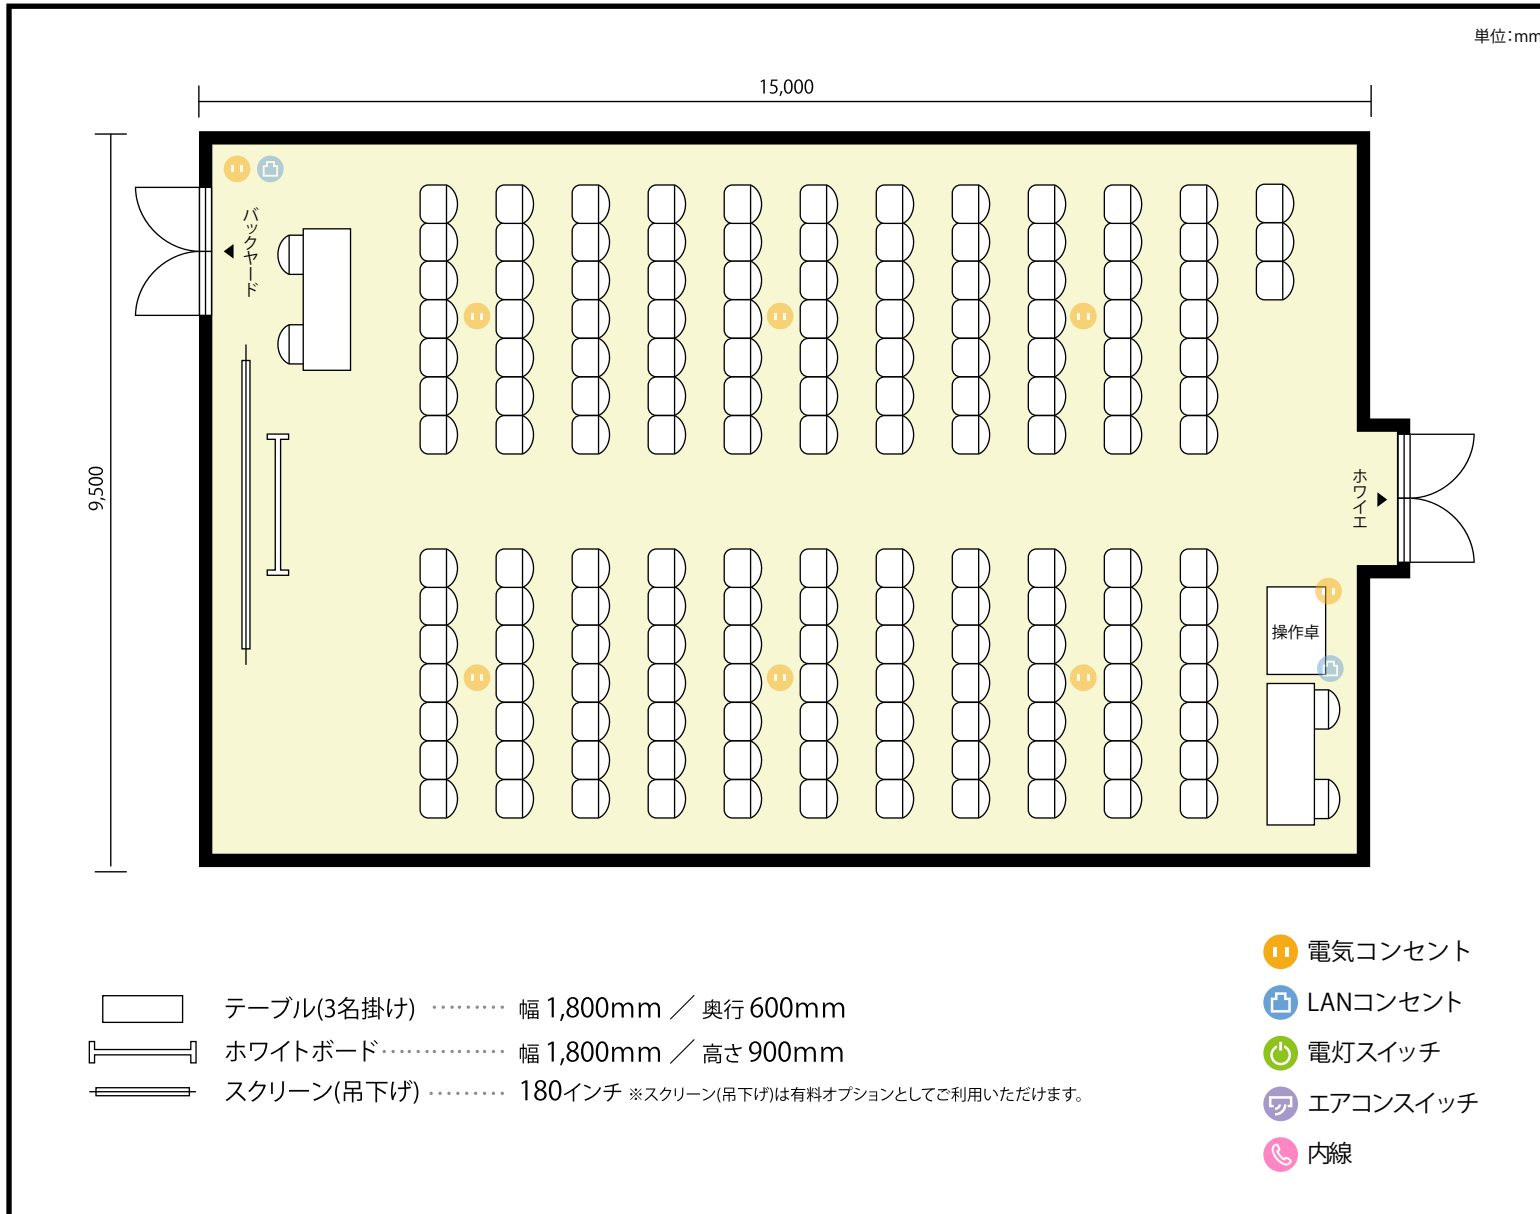 単位：mm
15,000
9,500
バックヤード
ホワイエ
操作卓
テーブル(3名掛け) ‥‥‥‥‥ 幅 1,800mm ／ 奥行 600mm
ホワイトボード‥‥‥‥‥‥‥ 幅 1,800mm ／ 高さ 900mm
スクリーン(吊下げ) ‥‥‥‥‥ 180インチ ※スクリーン(吊下げ)は有料オプションとしてご利用いただけます。
電気コンセント
LANコンセント
電灯スイッチ
エアコンスイッチ
内線